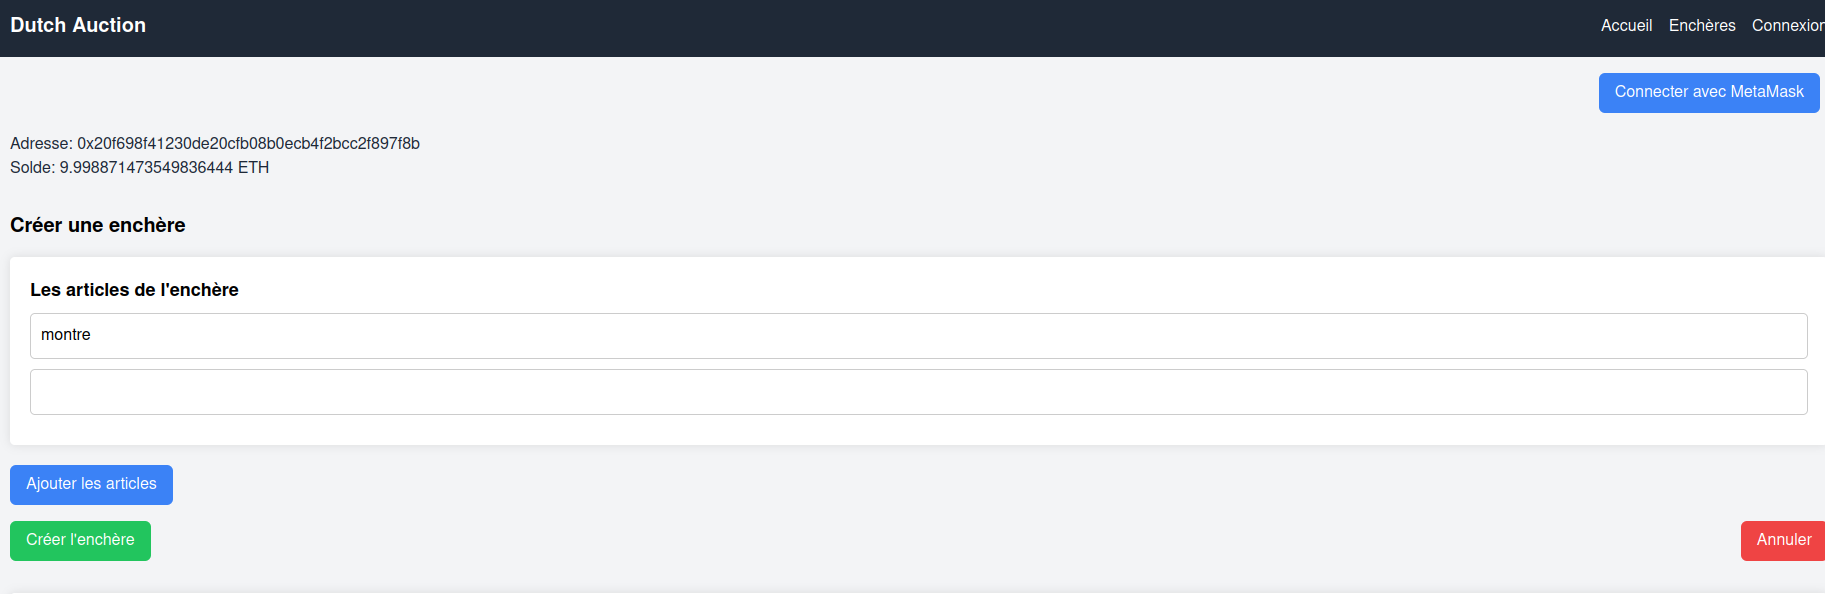 Dutch Auction
Accueil Enchères Connexion
Connecter avec MetaMask
Adresse: 0x20f698f41230de20cfb08b0ecb4f2bcc2f897f8b
Solde: 9.998871473549836444 ETH
Créer une enchère
Les articles de l'enchère
montre
Ajouter les articles
Créer l'enchère
Annuler